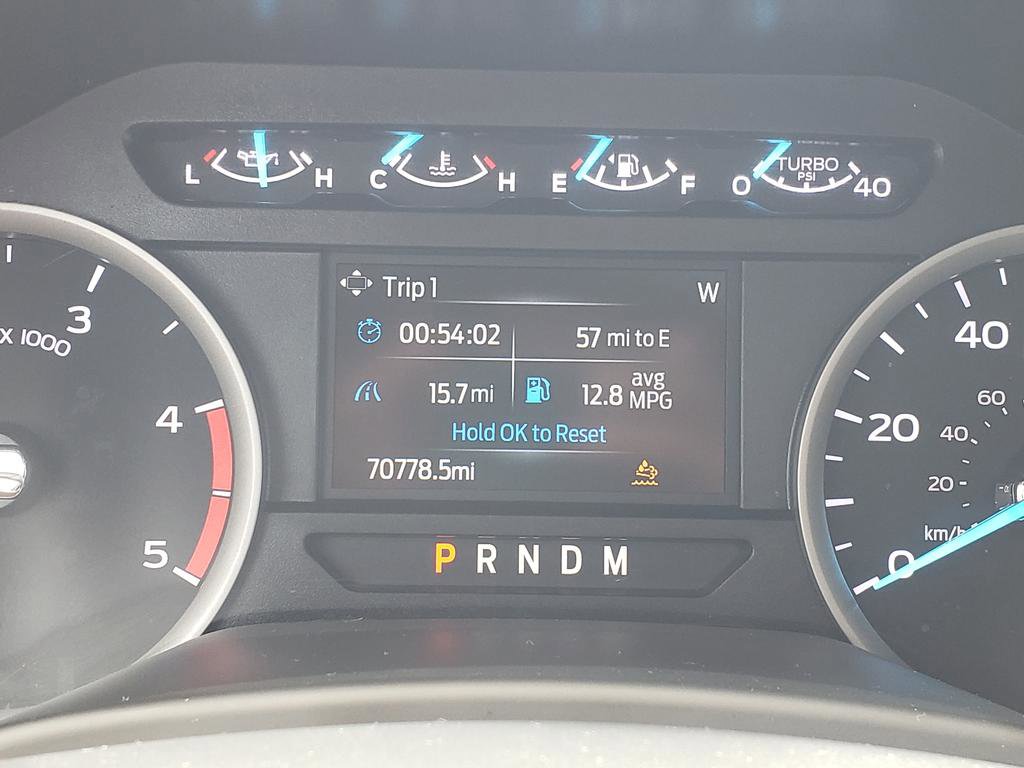 L H
C H
E F
0 TURBO PSI 40
Trip 1 W
00:54:02 57 mi to E
15.7 mi 12.8 avg MPG
Hold OK to Reset
70778.5mi
X 1000
3
4
5
P R N D M
40
20
0
60
40
20
km/h